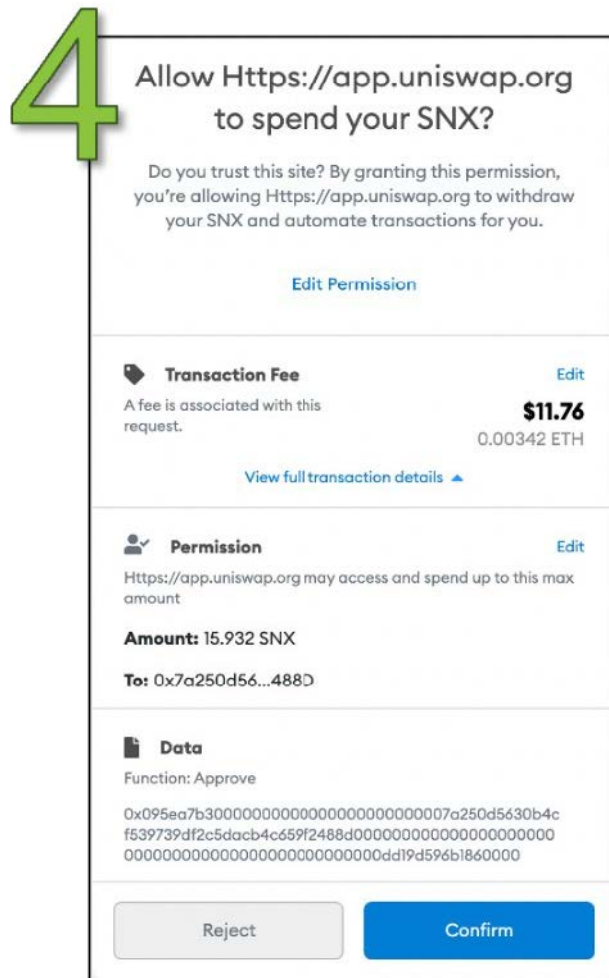 4
Allow Https://app.uniswap.org
to spend your SNX?
Do you trust this site? By granting this permission,
you're allowing Https://app.uniswap.org to withdraw
your SNX and automate transactions for you.
Edit Permission
Transaction Fee
Edit
A fee is associated with this
request.
$11.76
0.00342 ETH
View full transaction details
Permission
Edit
Https://app.uniswap.org may access and spend up to this max
amount
Amount: 15.932 SNX
To: 0x7a250d56...488D
Data
Function: Approve
0x095ea7b30000000000000000000000007a250d5630b4c
f539739df2c5dacb4c659f2488d000000000000000000000
0000000000000000000000000000dd19d596b1860000
Reject
Confirm